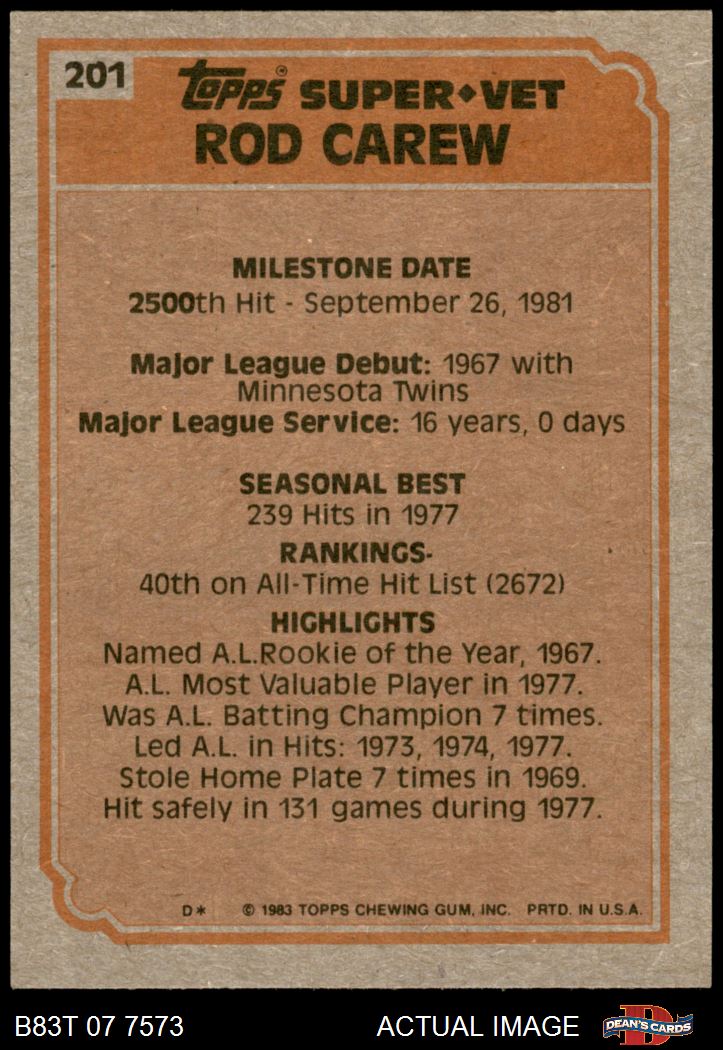 201
Topps® SUPER♦VET
ROD CAREW
MILESTONE DATE
2500th Hit - September 26, 1981
Major League Debut: 1967 with
Minnesota Twins
Major League Service: 16 years, 0 days
SEASONAL BEST
239 Hits in 1977
RANKINGS-
40th on All-Time Hit List (2672)
HIGHLIGHTS
Named A.L.Rookie of the Year, 1967.
A.L. Most Valuable Player in 1977.
Was A.L. Batting Champion 7 times.
Led A.L. in Hits: 1973, 1974, 1977.
Stole Home Plate 7 times in 1969.
Hit safely in 131 games during 1977.
D* © 1983 TOPPS CHEWING GUM, INC. PRTD. IN U.S.A.
B83T 07 7573 ACTUAL IMAGE D DEAN'S CARDS